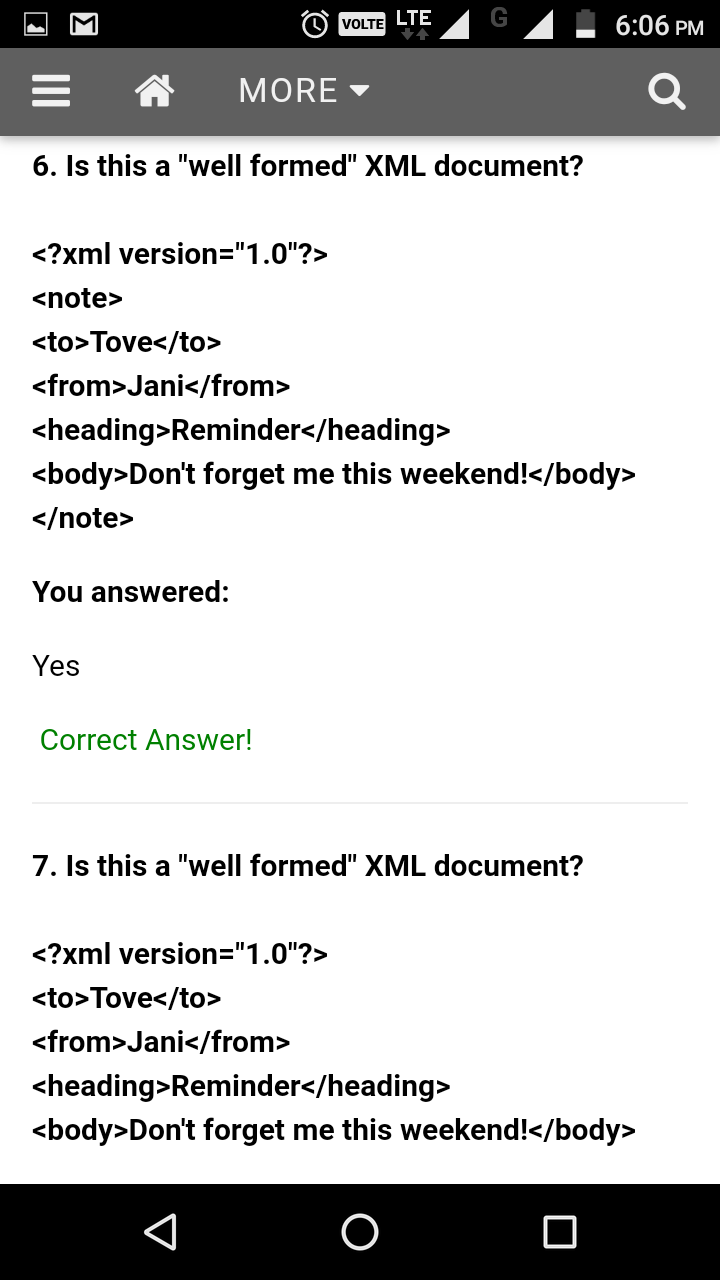 VOLTE LTE G 6:06 PM
MORE
6. Is this a "well formed" XML document?
<?xml version="1.0"?>
<note>
<to>Tove</to>
<from>Jani</from>
<heading>Reminder</heading>
<body>Don't forget me this weekend!</body>
</note>
You answered:
Yes
Correct Answer!
7. Is this a "well formed" XML document?
<?xml version="1.0"?>
<to>Tove</to>
<from>Jani</from>
<heading>Reminder</heading>
<body>Don't forget me this weekend!</body>